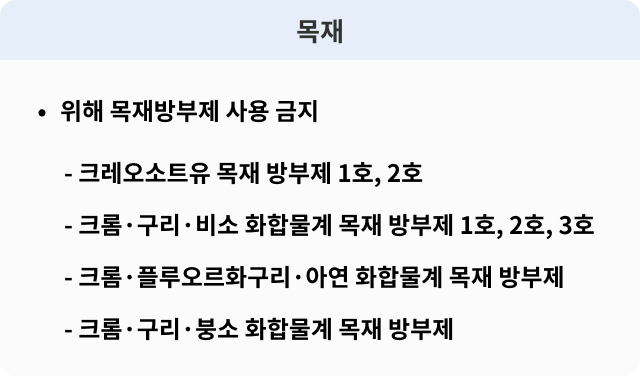 목재
• 위해 목재방부제 사용 금지
- 크레오소트유 목재 방부제 1호, 2호
- 크롬·구리·비소 화합물계 목재 방부제 1호, 2호, 3호
- 크롬·플루오르화구리·아연 화합물계 목재 방부제
- 크롬·구리·붕소 화합물계 목재 방부제